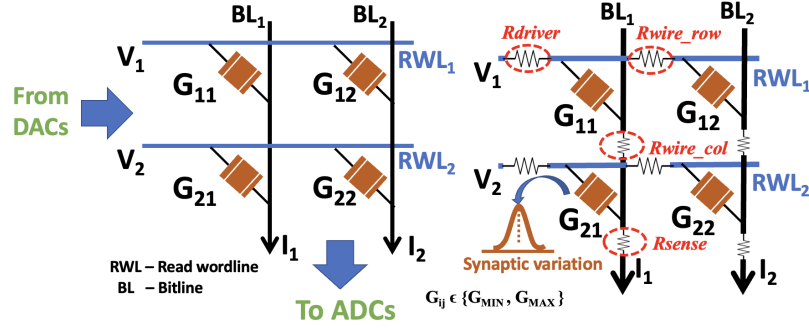 BL₁
BL₂
V₁
RWL₁
G₁₁
G₁₂
From
DACs
V₂
RWL₂
G₂₁
G₂₂
I₁
I₂
RWL – Read wordline
BL – Bitline
To ADCs
BL₁
BL₂
Rdriver
Rwire_row
V₁
RWL₁
G₁₁
G₁₂
Rwire_col
V₂
RWL₂
G₂₁
G₂₂
Rsense
Synaptic variation
I₁
I₂
Gᵢⱼ ϵ {G_MIN , G_MAX}